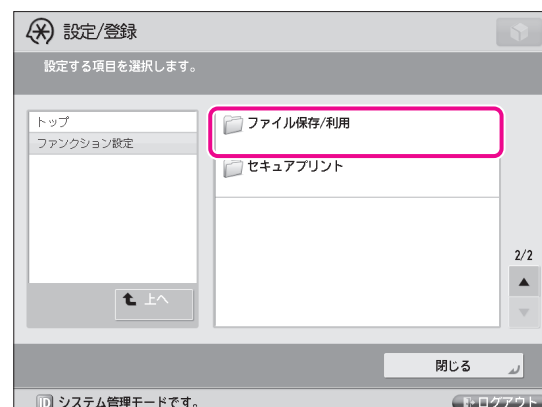 設定/登録
設定する項目を選択します。
トップ
ファンクション設定
ファイル保存/利用
セキュアプリント
2/2
上へ
閉じる
ID システム管理モードです。
ログアウト